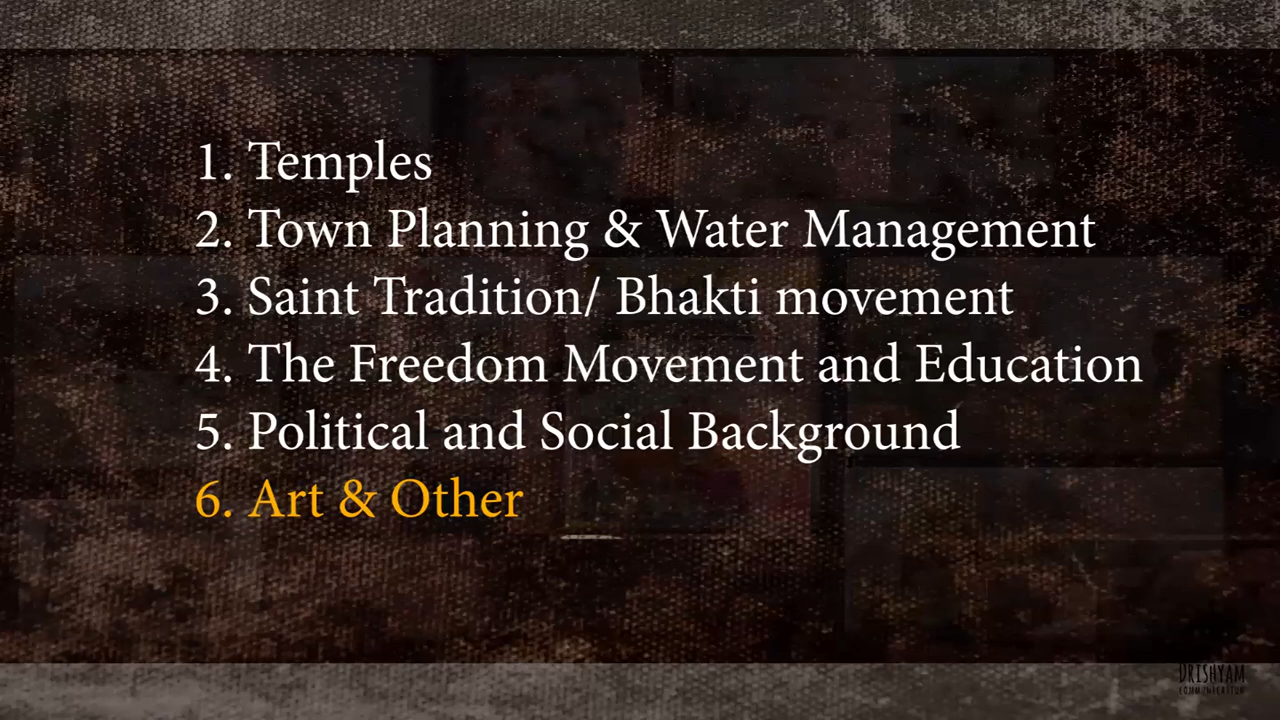 1. Temples
2. Town Planning & Water Management
3. Saint Tradition/ Bhakti movement
4. The Freedom Movement and Education
5. Political and Social Background
6. Art & Other
DRISHYAM
COMMUNICATION